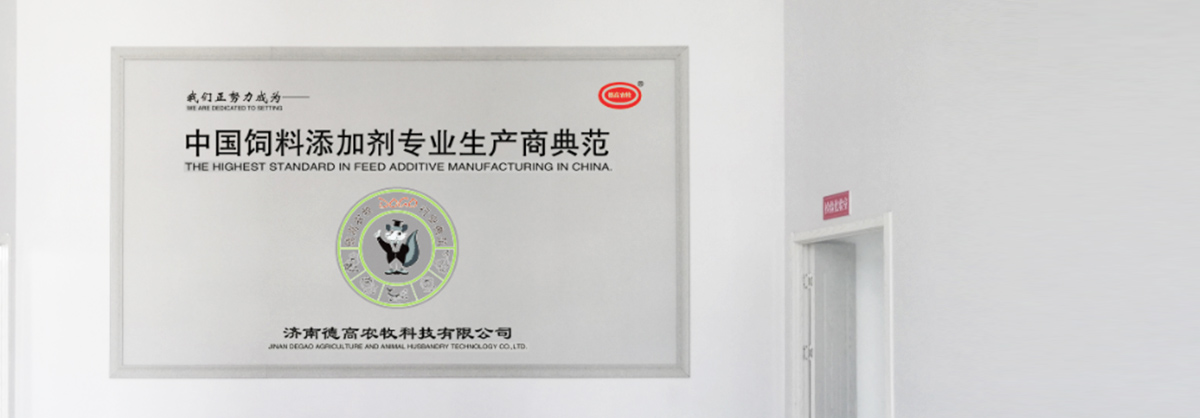 我们正努力成为——
WE ARE DEDICATED TO SETTING
中国饲料添加剂专业生产商典范
THE HIGHEST STANDARD IN FEED ADDITIVE MANUFACTURING IN CHINA.
济南德高农牧科技有限公司
JINAN DEGAO AGRICULTURE AND ANIMAL HUSBANDRY TECHNOLOGY CO.,LTD.